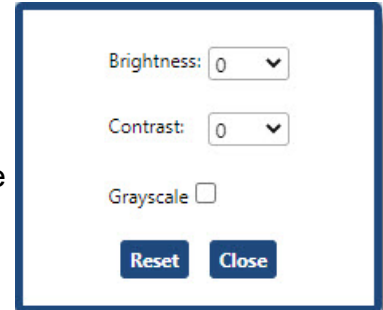 Brightness: 0
Contrast: 0
e
Grayscale
Reset Close